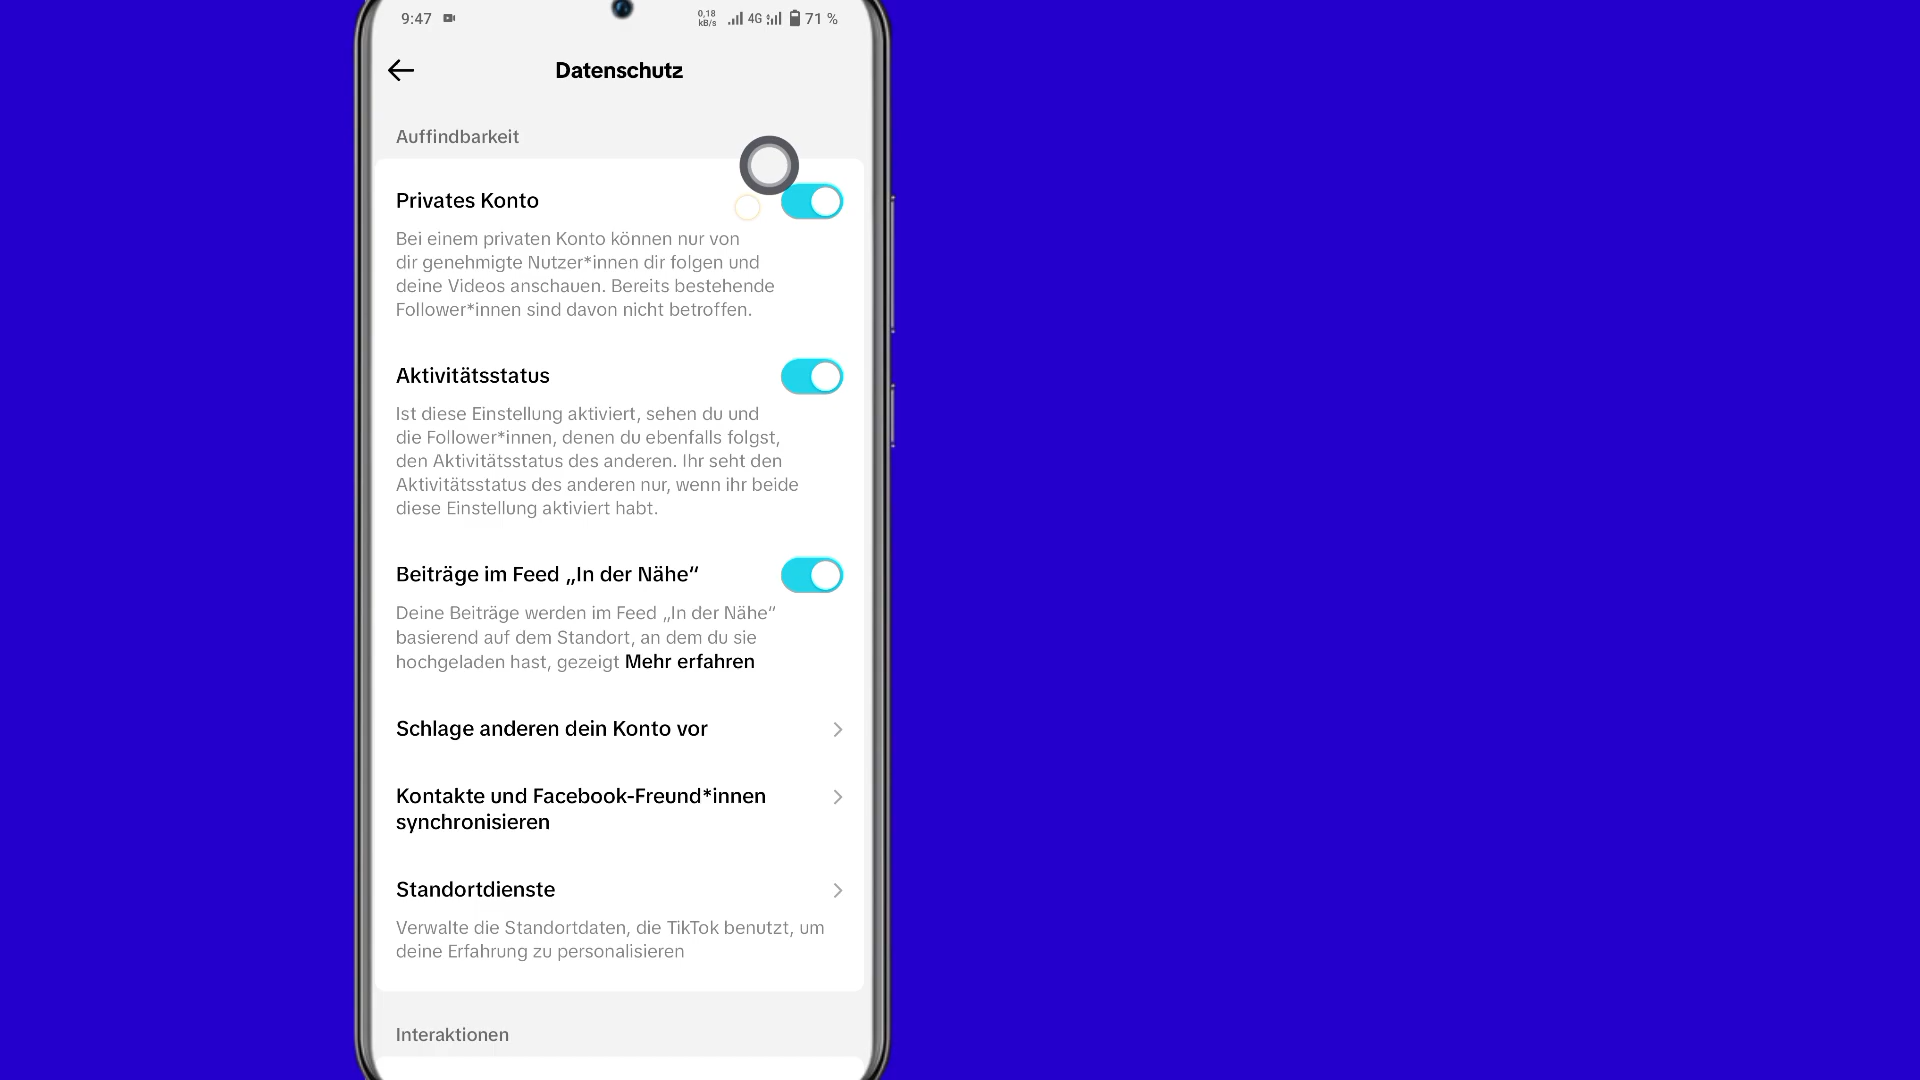 9:47
0,18
kB/s
4G
71 %
Datenschutz
Auffindbarkeit
Privates Konto
Bei einem privaten Konto können nur von
dir genehmigte Nutzer*innen dir folgen und
deine Videos anschauen. Bereits bestehende
Follower*innen sind davon nicht betroffen.
Aktivitätsstatus
Ist diese Einstellung aktiviert, sehen du und
die Follower*innen, denen du ebenfalls folgst,
den Aktivitätsstatus des anderen. Ihr seht den
Aktivitätsstatus des anderen nur, wenn ihr beide
diese Einstellung aktiviert habt.
Beiträge im Feed „In der Nähe“
Deine Beiträge werden im Feed „In der Nähe“
basierend auf dem Standort, an dem du sie
hochgeladen hast, gezeigt Mehr erfahren
Schlage anderen dein Konto vor
Kontakte und Facebook-Freund*innen
synchronisieren
Standortdienste
Verwalte die Standortdaten, die TikTok benutzt, um
deine Erfahrung zu personalisieren
Interaktionen